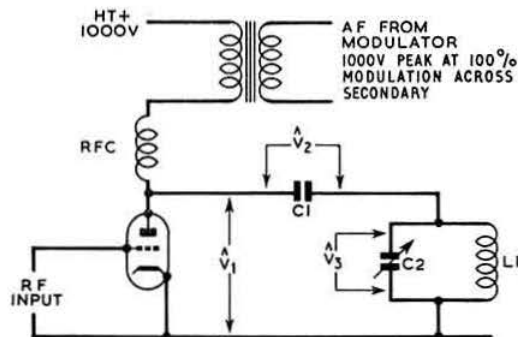 HT+
1000V
AF FROM
MODULATOR
1000V PEAK AT 100%
MODULATION ACROSS
SECONDARY
RFC
V̂2
C1
V̂1
V̂3
C2
L1
RF
INPUT